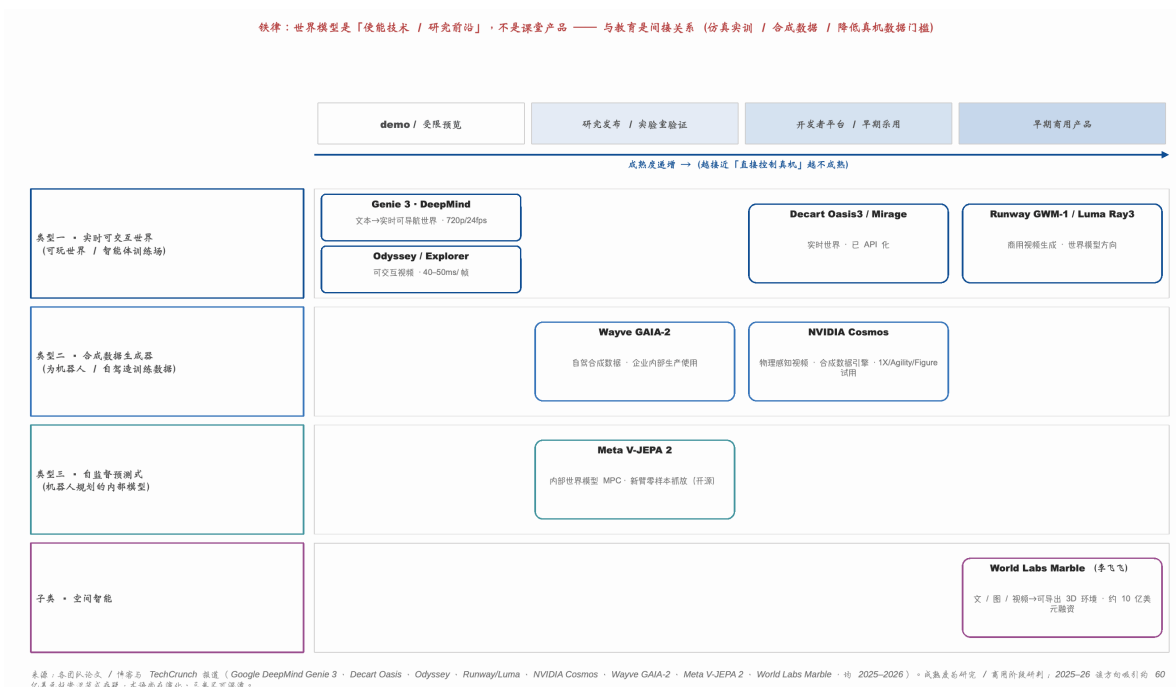 铁律：世界模型是「使能技术 / 研究前沿」，不是课堂产品 —— 与教育是间接关系 (仿真实训 / 合成数据 / 降低真机数据门槛)
demo / 受限预览
研究发布 / 实验室验证
开发者平台 / 早期采用
早期商用产品
成熟度递增 → (越接近「直接控制真机」越不成熟)
类型一 · 实时可交互世界
(可玩世界 / 智能体训练场)
Genie 3 · DeepMind
文本→实时可导航世界 · 720p/24fps
Odyssey / Explorer
可交互视频 · 40–50ms/ 帧
Decart Oasis3 / Mirage
实时世界 · 已 API 化
Runway GWM-1 / Luma Ray3
商用视频生成 · 世界模型方向
类型二 · 合成数据生成器
(为机器人 / 自驾造训练数据)
Wayve GAIA-2
自驾合成数据 · 企业内部生产使用
NVIDIA Cosmos
物理感知视频 · 合成数据引擎 · 1X/Agility/Figure
试用
类型三 · 自监督预测式
(机器人规划的内部模型)
Meta V-JEPA 2
内部世界模型 MPC · 新臂零样本抓放 (开源)
子类 · 空间智能
World Labs Marble (李飞飞)
文 / 图 / 视频→可导出 3D 环境 · 约 10 亿美
元融资
来源：各团队论文 / 博客与 TechCrunch 报道 (Google DeepMind Genie 3 · Decart Oasis · Odyssey · Runway/Luma · NVIDIA Cosmos · Wayve GAIA-2 · Meta V-JEPA 2 · World Labs Marble · 约 2025–2026) 。成熟度为研究 / 商用阶段研判；2025–26 该方向吸引约 60